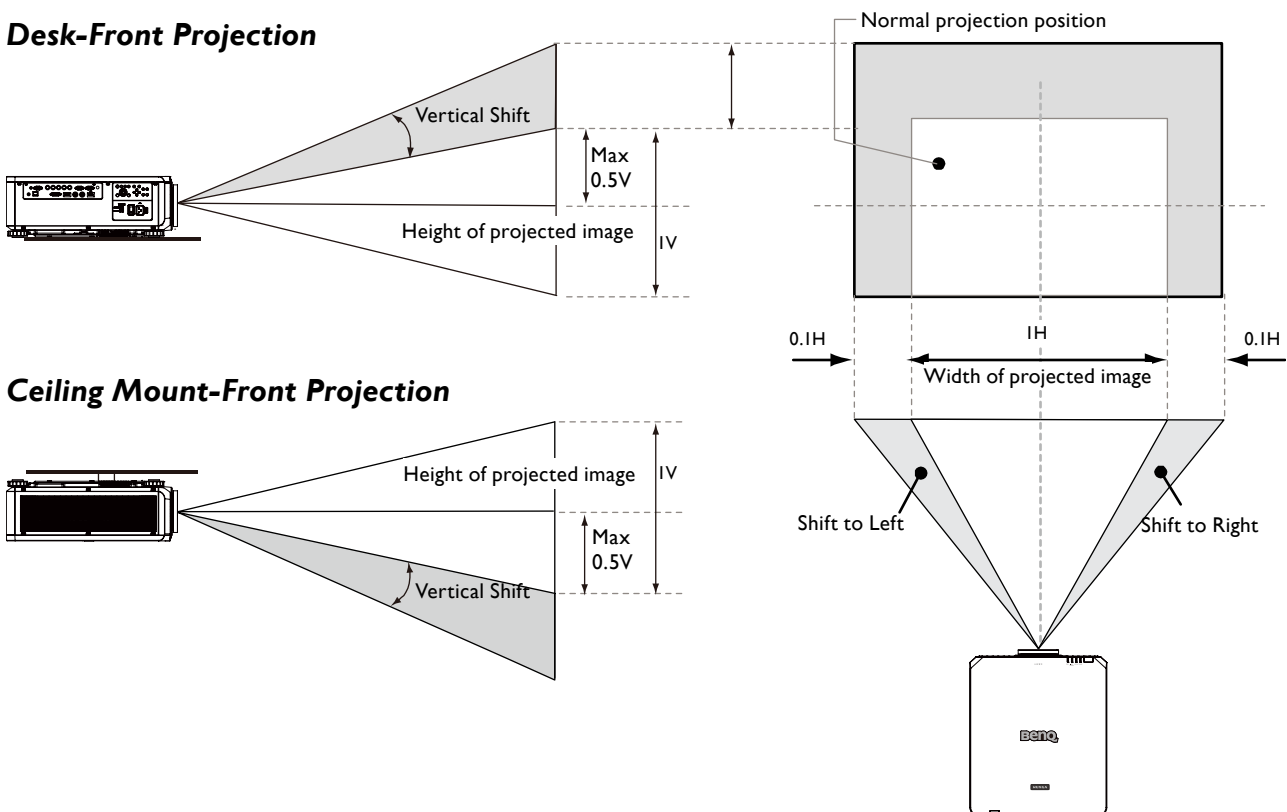 Desk-Front Projection
Normal projection position
Vertical Shift
Max
0.5V
Height of projected image
1V
0.1H
1H
0.1H
Width of projected image
Ceiling Mount-Front Projection
Height of projected image
1V
Max
0.5V
Vertical Shift
Shift to Left
Shift to Right
BenQ